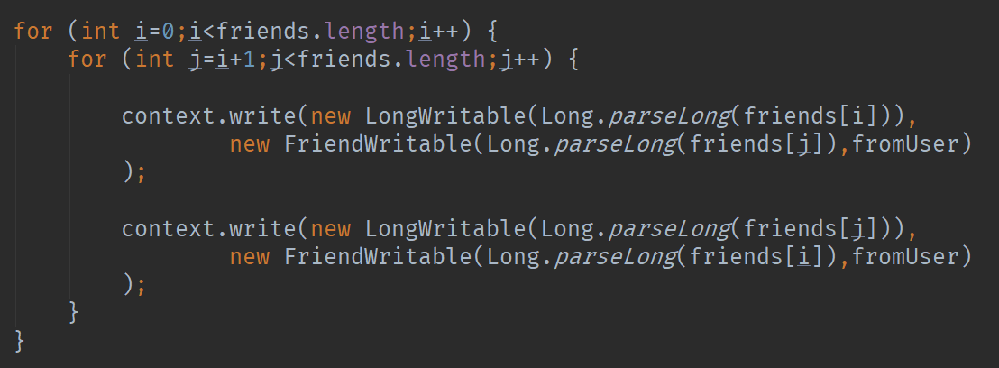 for (int i=0;i<friends.length;i++) {
for (int j=i+1;j<friends.length;j++) {
context.write(new LongWritable(Long.parseLong(friends[i])),
new FriendWritable(Long.parseLong(friends[j]),fromUser)
);
context.write(new LongWritable(Long.parseLong(friends[j])),
new FriendWritable(Long.parseLong(friends[i]),fromUser)
);
}
}